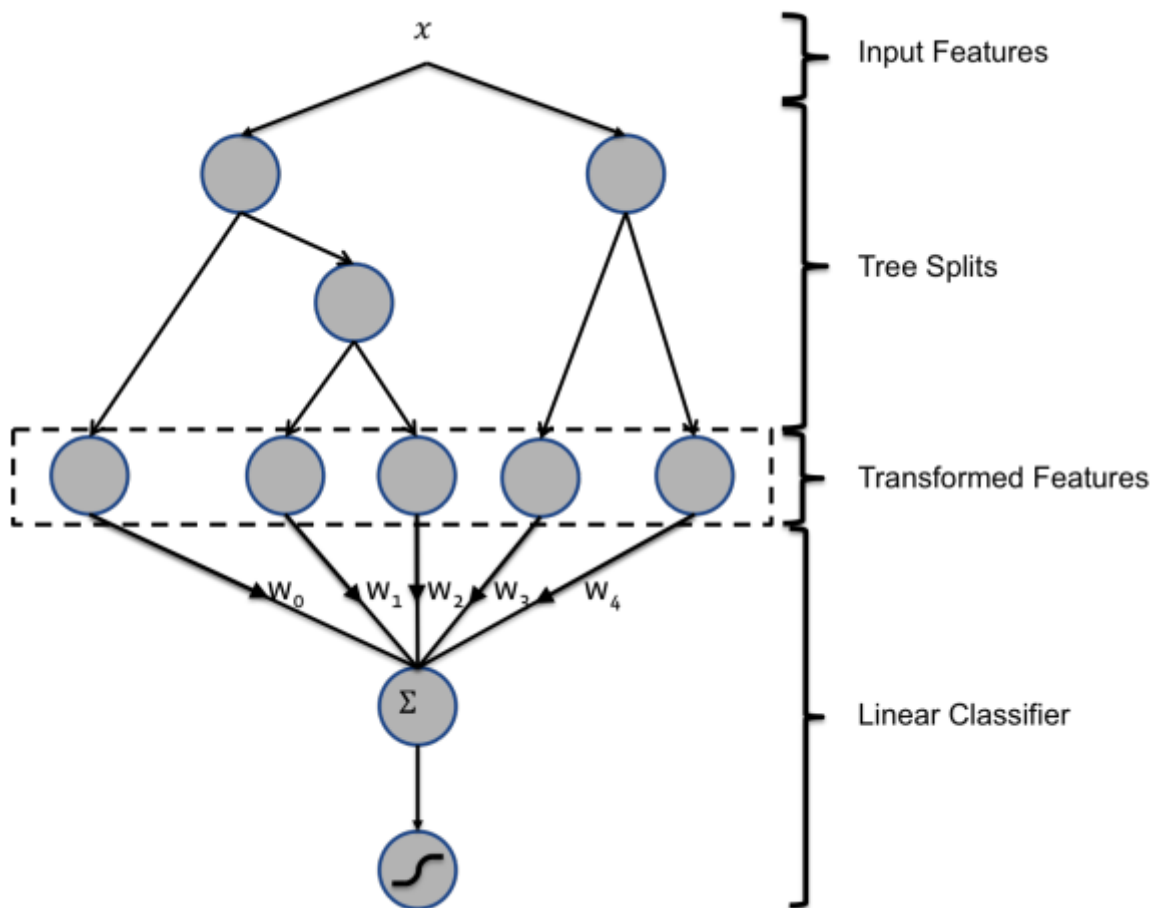 x
Input Features
Tree Splits
Transformed Features
w₀ w₁ w₂ w₃ w₄
Σ
Linear Classifier